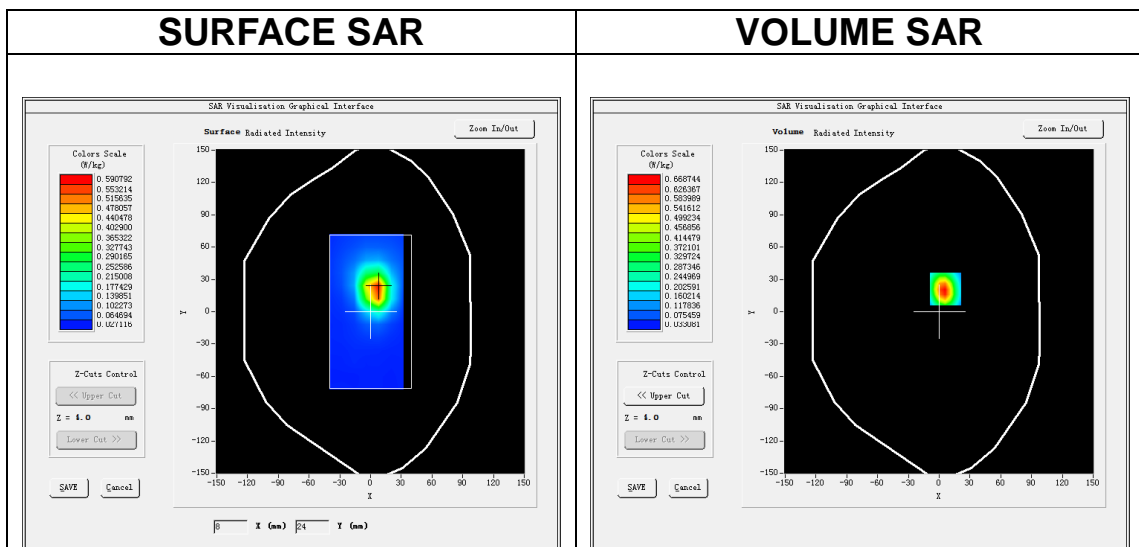 SURFACE SAR
VOLUME SAR
SAR Visualisation Graphical Interface
Surface Radiated Intensity
Zoom In/Out
Colors Scale
(W/kg)
0.590792
0.553214
0.515635
0.478057
0.440478
0.402900
0.365322
0.327743
0.290165
0.252586
0.215008
0.177429
0.139851
0.102273
0.064694
0.027116
150
120
90
60
30
0
-30
-60
-90
-120
-150
Y
-150 -120 -90 -60 -30 0 30 60 90 120 150
X
Z-Cuts Control
<< Upper Cut
Z = 4.0 mm
Lower Cut >>
SAVE Cancel
8 X (mm) 24 Y (mm)
SAR Visualisation Graphical Interface
Volume Radiated Intensity
Zoom In/Out
Colors Scale
(W/kg)
0.668744
0.626367
0.583989
0.541612
0.499234
0.456856
0.414479
0.372101
0.329724
0.287346
0.244969
0.202591
0.160214
0.117836
0.075459
0.033081
150
120
90
60
30
0
-30
-60
-90
-120
-150
Y
-150 -120 -90 -60 -30 0 30 60 90 120 150
X
Z-Cuts Control
<< Upper Cut
Z = 4.0 mm
Lower Cut >>
SAVE Cancel